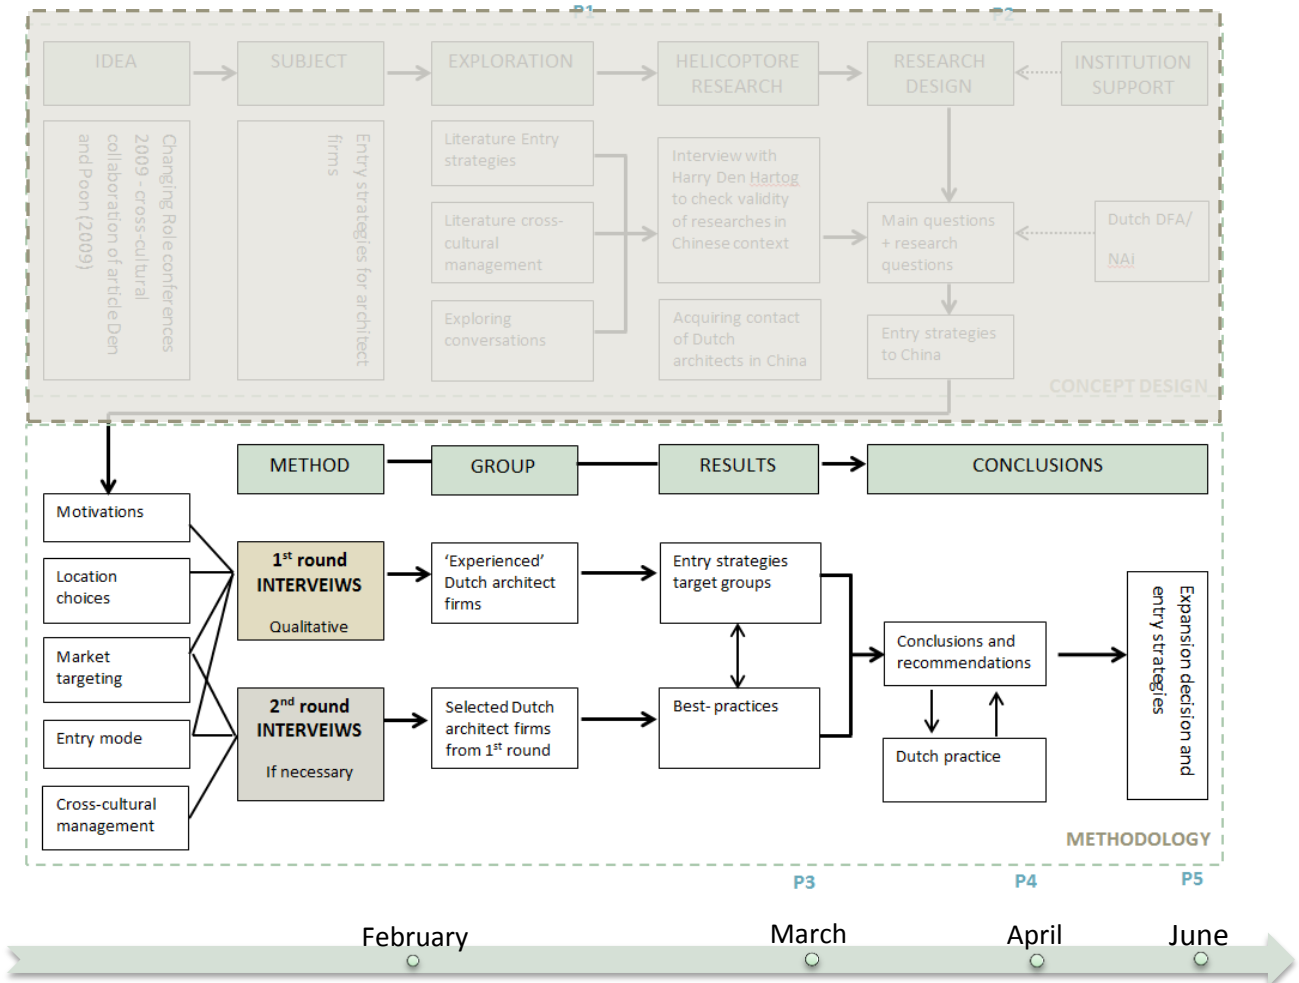 P1
P2
CONCEPT DESIGN
IDEA
SUBJECT
EXPLORATION
HELICOPTORE
RESEARCH
RESEARCH
DESIGN
INSTITUTION
SUPPORT
Changing Role conferences
2009 - cross-cultural
collaboration of article Den
and Poon (2009)
Entry strategies for architect
firms
Literature Entry
strategies
Literature cross-
cultural
management
Exploring
conversations
Interview with
Harry Den Hartog
to check validity
of researches in
Chinese context
Acquiring contact
of Dutch
architects in China
Main questions
+ research
questions
Entry strategies
to China
Dutch DFA/
NAi
CONCEPT DESIGN
METHOD
GROUP
RESULTS
CONCLUSIONS
Motivations
Location
choices
Market
targeting
Entry mode
Cross-cultural
management
1st round
INTERVEIWS
Qualitative
2nd round
INTERVEIWS
If necessary
‘Experienced’
Dutch architect
firms
Selected Dutch
architect firms
from 1st round
Entry strategies
target groups
Best- practices
Conclusions and
recommendations
Dutch practice
Expansion decision and
entry strategies
METHODOLOGY
P3
P4
P5
February
March
April
June